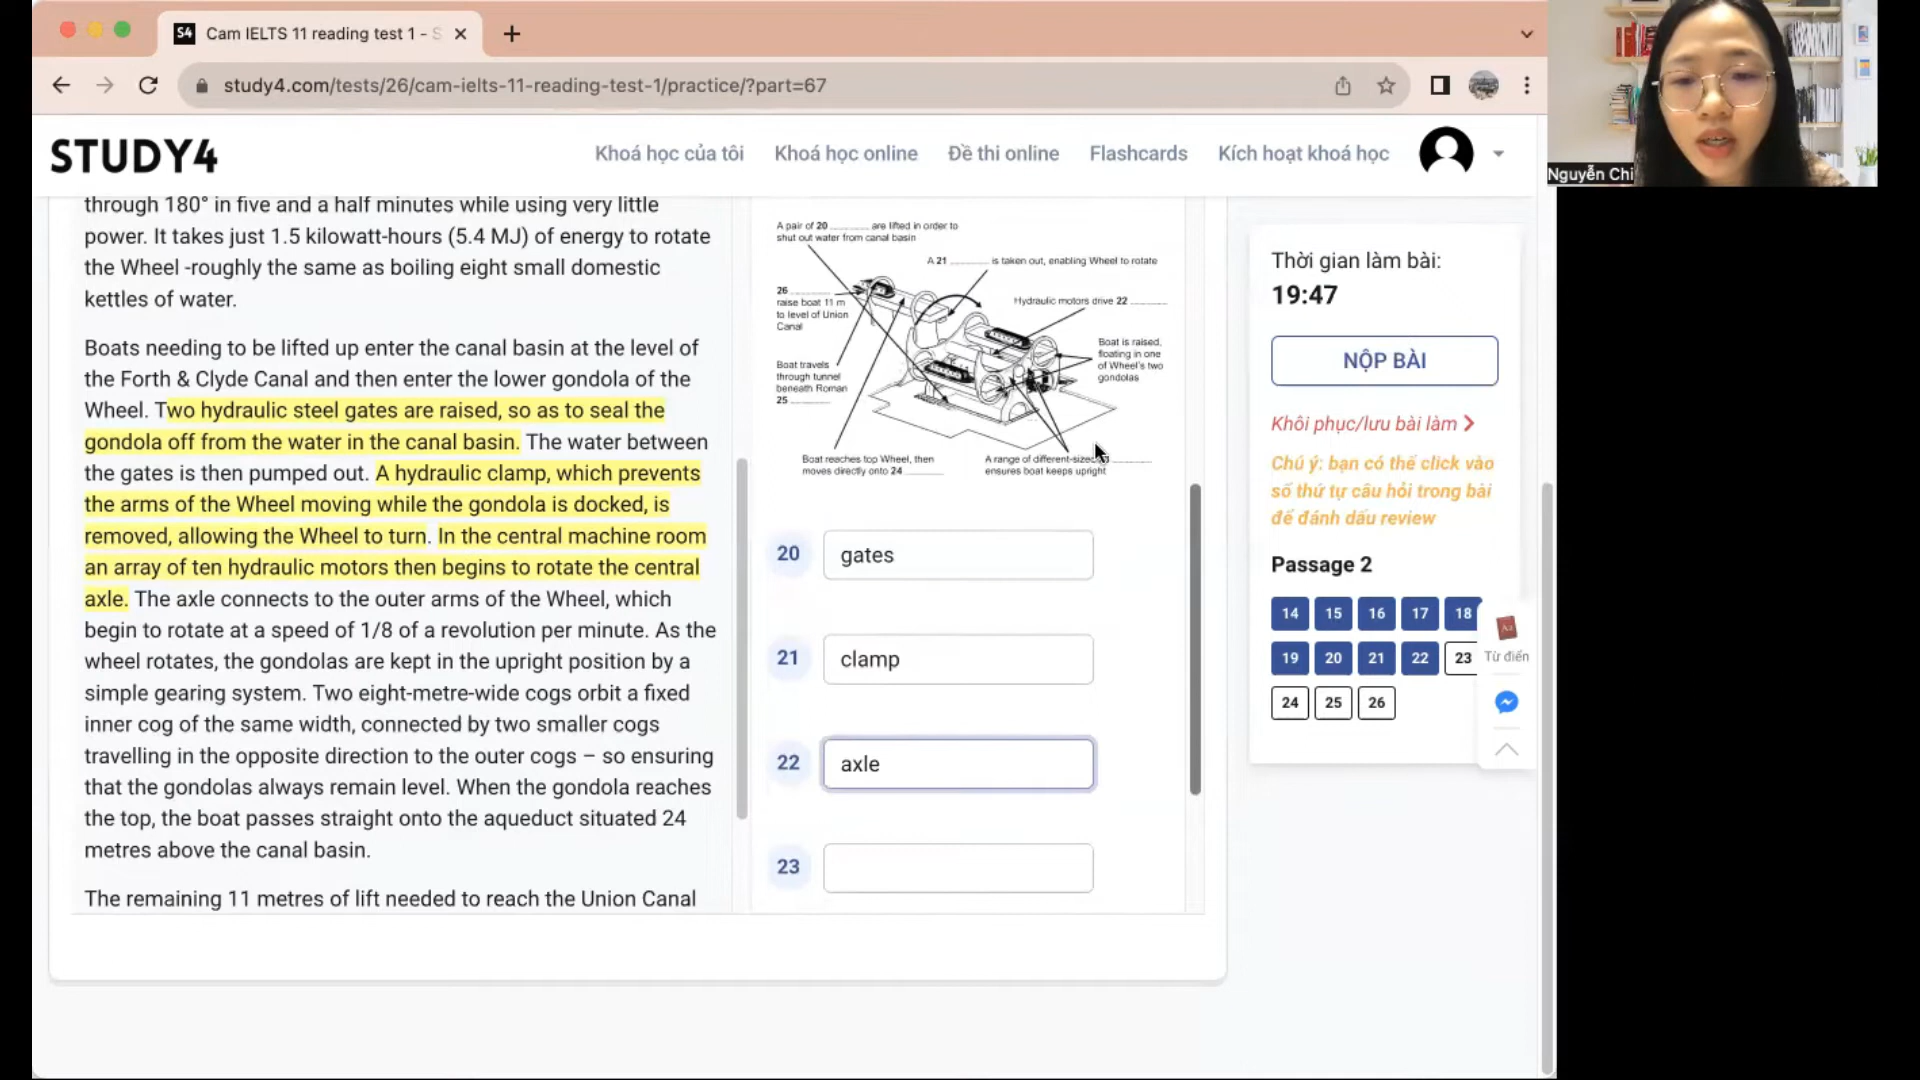 S4 Cam IELTS 11 reading test 1 - S
study4.com/tests/26/cam-ielts-11-reading-test-1/practice/?part=67
Nguyễn Chi
STUDY4
Khoá học của tôi
Khoá học online
Đề thi online
Flashcards
Kích hoạt khoá học
through 180° in five and a half minutes while using very little
power. It takes just 1.5 kilowatt-hours (5.4 MJ) of energy to rotate
the Wheel -roughly the same as boiling eight small domestic
kettles of water.
Boats needing to be lifted up enter the canal basin at the level of
the Forth & Clyde Canal and then enter the lower gondola of the
Wheel. Two hydraulic steel gates are raised, so as to seal the
gondola off from the water in the canal basin. The water between
the gates is then pumped out. A hydraulic clamp, which prevents
the arms of the Wheel moving while the gondola is docked, is
removed, allowing the Wheel to turn. In the central machine room
an array of ten hydraulic motors then begins to rotate the central
axle. The axle connects to the outer arms of the Wheel, which
begin to rotate at a speed of 1/8 of a revolution per minute. As the
wheel rotates, the gondolas are kept in the upright position by a
simple gearing system. Two eight-metre-wide cogs orbit a fixed
inner cog of the same width, connected by two smaller cogs
travelling in the opposite direction to the outer cogs – so ensuring
that the gondolas always remain level. When the gondola reaches
the top, the boat passes straight onto the aqueduct situated 24
metres above the canal basin.
The remaining 11 metres of lift needed to reach the Union Canal
A pair of 20 ........ are lifted in order to
shut out water from canal basin
A 21 ........ is taken out, enabling Wheel to rotate
26 ........
raise boat 11 m
to level of Union
Canal
Hydraulic motors drive 22 ........
Boat is raised,
floating in one
of Wheel's two
gondolas
Boat travels
through tunnel
beneath Roman
25 ........
Boat reaches top Wheel, then
moves directly onto 24 ........
A range of different-sized ........
ensures boat keeps upright
20 gates
21 clamp
22 axle
23
Thời gian làm bài:
19:47
NỘP BÀI
Khôi phục/lưu bài làm
Chú ý: bạn có thể click vào
số thứ tự câu hỏi trong bài
để đánh dấu review
Passage 2
14 15 16 17 18
19 20 21 22 23
24 25 26
Từ điển